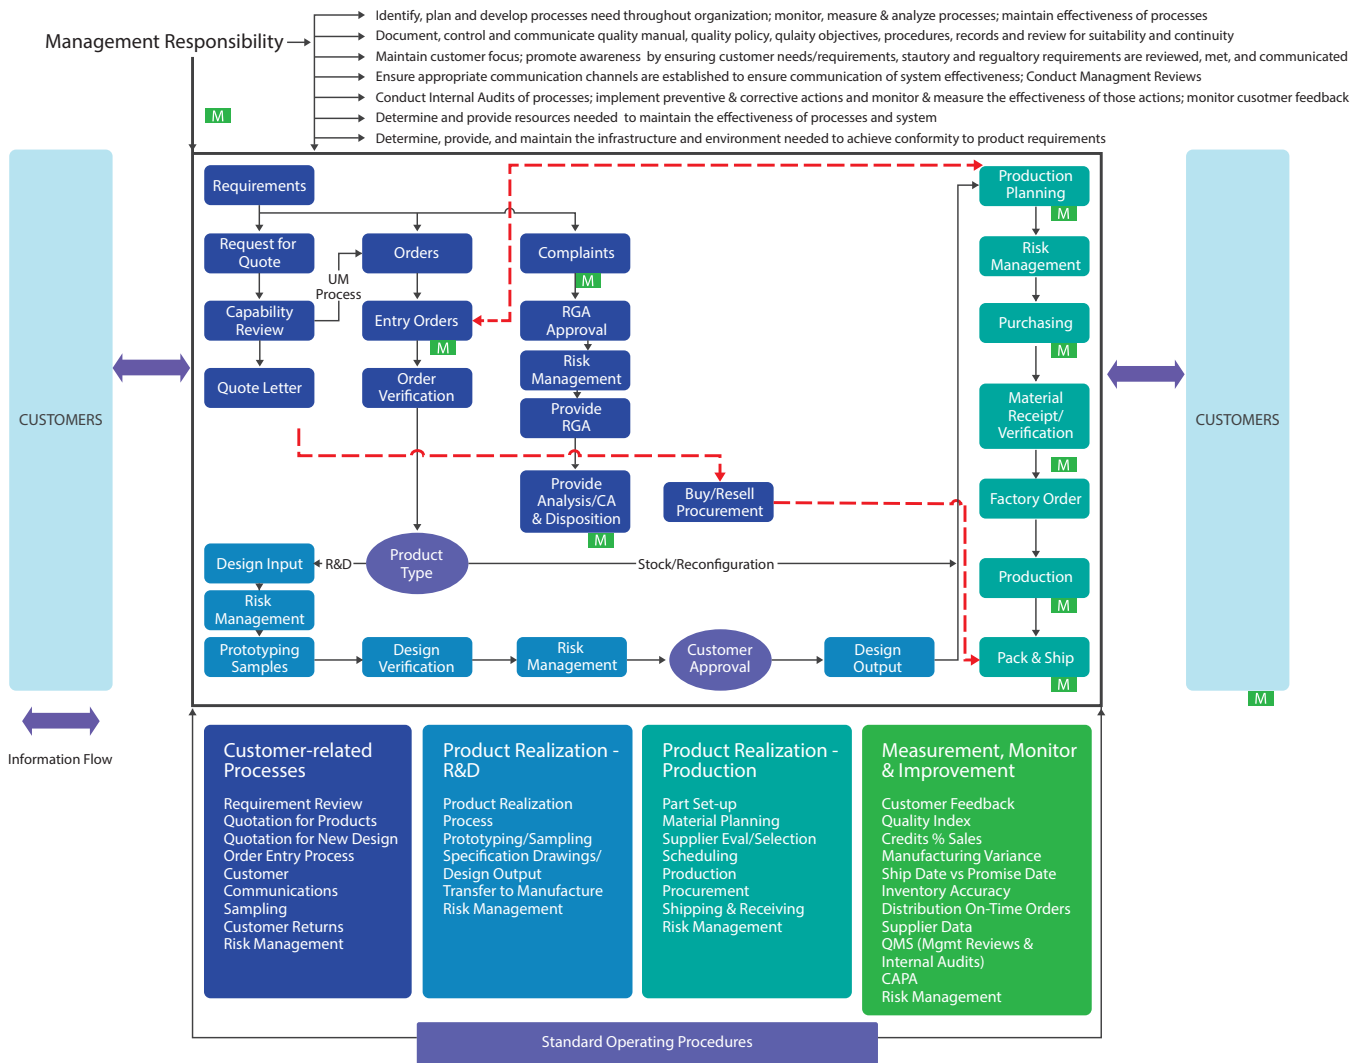 Management Responsibility
Identify, plan and develop processes need throughout organization; monitor, measure & analyze processes; maintain effectiveness of processes
Document, control and communicate quality manual, quality policy, qulaity objectives, procedures, records and review for suitability and continuity
Maintain customer focus; promote awareness by ensuring customer needs/requirements, stautory and regualtory requirements are reviewed, met, and communicated
Ensure appropriate communication channels are established to ensure communication of system effectiveness; Conduct Managment Reviews
Conduct Internal Audits of processes; implement preventive & corrective actions and monitor & measure the effectiveness of those actions; monitor cusotmer feedback
Determine and provide resources needed to maintain the effectiveness of processes and system
Determine, provide, and maintain the infrastructure and environment needed to achieve conformity to product requirements
M
CUSTOMERS
Requirements
Request for
Quote
Capability
Review
Quote Letter
UM
Process
Orders
Entry Orders
M
Order
Verification
Complaints
M
RGA
Approval
Risk
Management
Provide
RGA
Provide
Analysis/CA
& Disposition
M
Buy/Resell
Procurement
Product
Type
R&D
Stock/Reconfiguration
Design Input
Risk
Management
Prototyping
Samples
Design
Verification
Risk
Management
Customer
Approval
Design
Output
Production
Planning
M
Risk
Management
Purchasing
M
Material
Receipt/
Verification
M
Factory Order
Production
M
Pack & Ship
M
CUSTOMERS
M
Information Flow
Customer-related
Processes
Requirement Review
Quotation for Products
Quotation for New Design
Order Entry Process
Customer
Communications
Sampling
Customer Returns
Risk Management
Product Realization -
R&D
Product Realization
Process
Prototyping/Sampling
Specification Drawings/
Design Output
Transfer to Manufacture
Risk Management
Product Realization -
Production
Part Set-up
Material Planning
Supplier Eval/Selection
Scheduling
Production
Procurement
Shipping & Receiving
Risk Management
Measurement, Monitor
& Improvement
Customer Feedback
Quality Index
Credits % Sales
Manufacturing Variance
Ship Date vs Promise Date
Inventory Accuracy
Distribution On-Time Orders
Supplier Data
QMS (Mgmt Reviews &
Internal Audits)
CAPA
Risk Management
Standard Operating Procedures